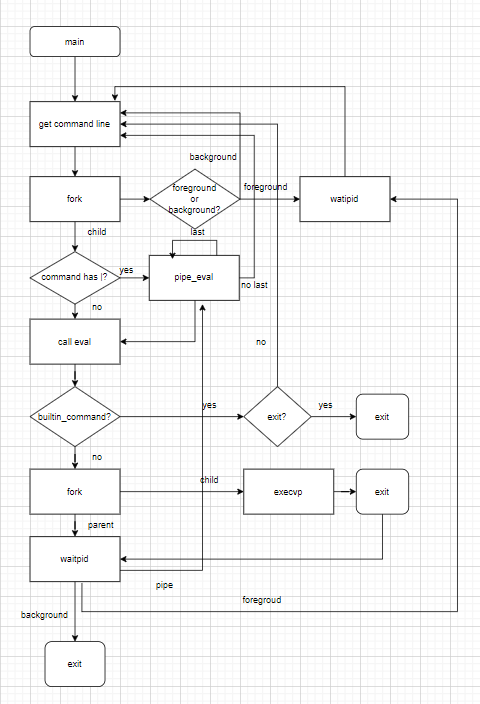 main
get command line
background
fork
foreground
or
background?
foreground
watipid
child
last
command has |?
yes
pipe_eval
no last
no
call eval
no
builtin_command?
yes
exit?
yes
exit
no
fork
child
execvp
exit
parent
waitpid
pipe
foregroud
background
exit